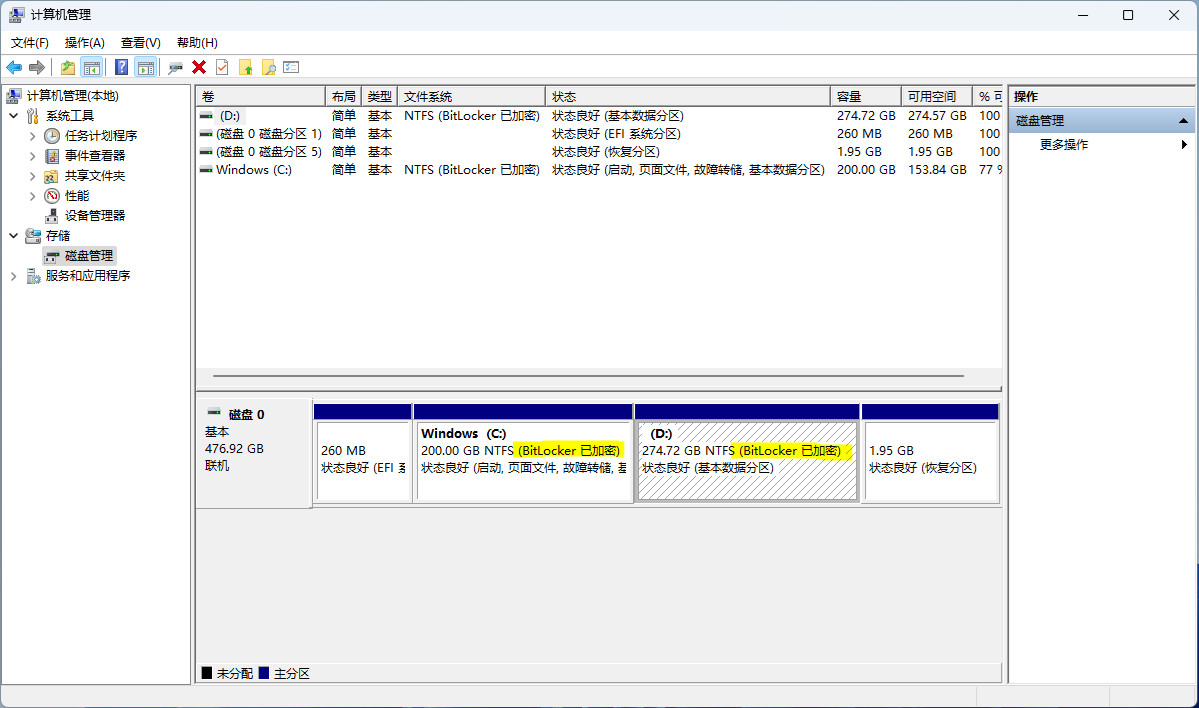 计算机管理
文件(F) 操作(A) 查看(V) 帮助(H)
计算机管理(本地)
系统工具
任务计划程序
事件查看器
共享文件夹
性能
设备管理器
存储
磁盘管理
服务和应用程序
卷 布局 类型 文件系统 状态 容量 可用空间 % 可
(D:) 简单 基本 NTFS (BitLocker 已加密) 状态良好 (基本数据分区) 274.72 GB 274.57 GB 100
(磁盘 0 磁盘分区 1) 简单 基本 状态良好 (EFI 系统分区) 260 MB 260 MB 100
(磁盘 0 磁盘分区 5) 简单 基本 状态良好 (恢复分区) 1.95 GB 1.95 GB 100
Windows (C:) 简单 基本 NTFS (BitLocker 已加密) 状态良好 (启动, 页面文件, 故障转储, 基本数据分区) 200.00 GB 153.84 GB 77 %
磁盘 0
基本
476.92 GB
联机
260 MB
状态良好 (EFI 系
Windows (C:)
200.00 GB NTFS (BitLocker 已加密)
状态良好 (启动, 页面文件, 故障转储, 基
(D:)
274.72 GB NTFS (BitLocker 已加密)
状态良好 (基本数据分区)
1.95 GB
状态良好 (恢复分区)
未分配 主分区
操作
磁盘管理
更多操作